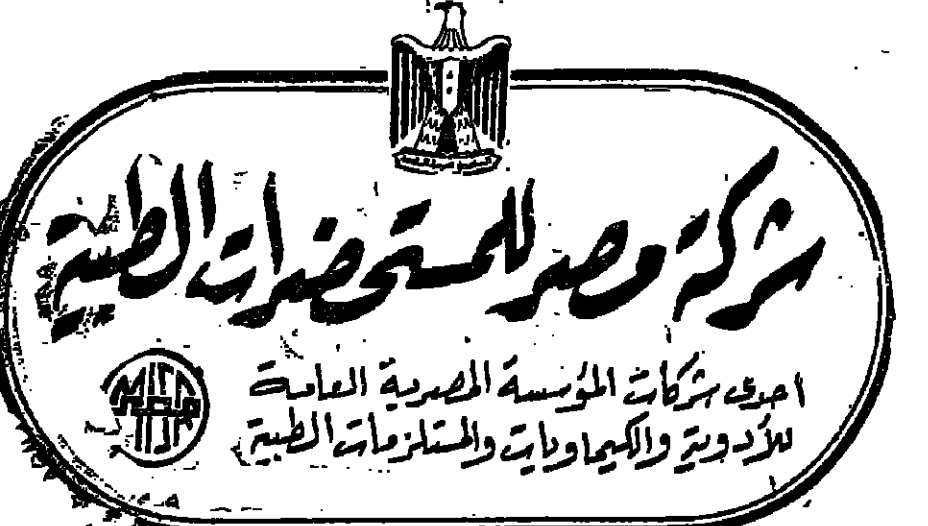 شركة مصر للمستحضرات الطبية
احدى شركات المؤسسة المصرية العامة
للأدوية والكيماويات والمستلزمات الطبية